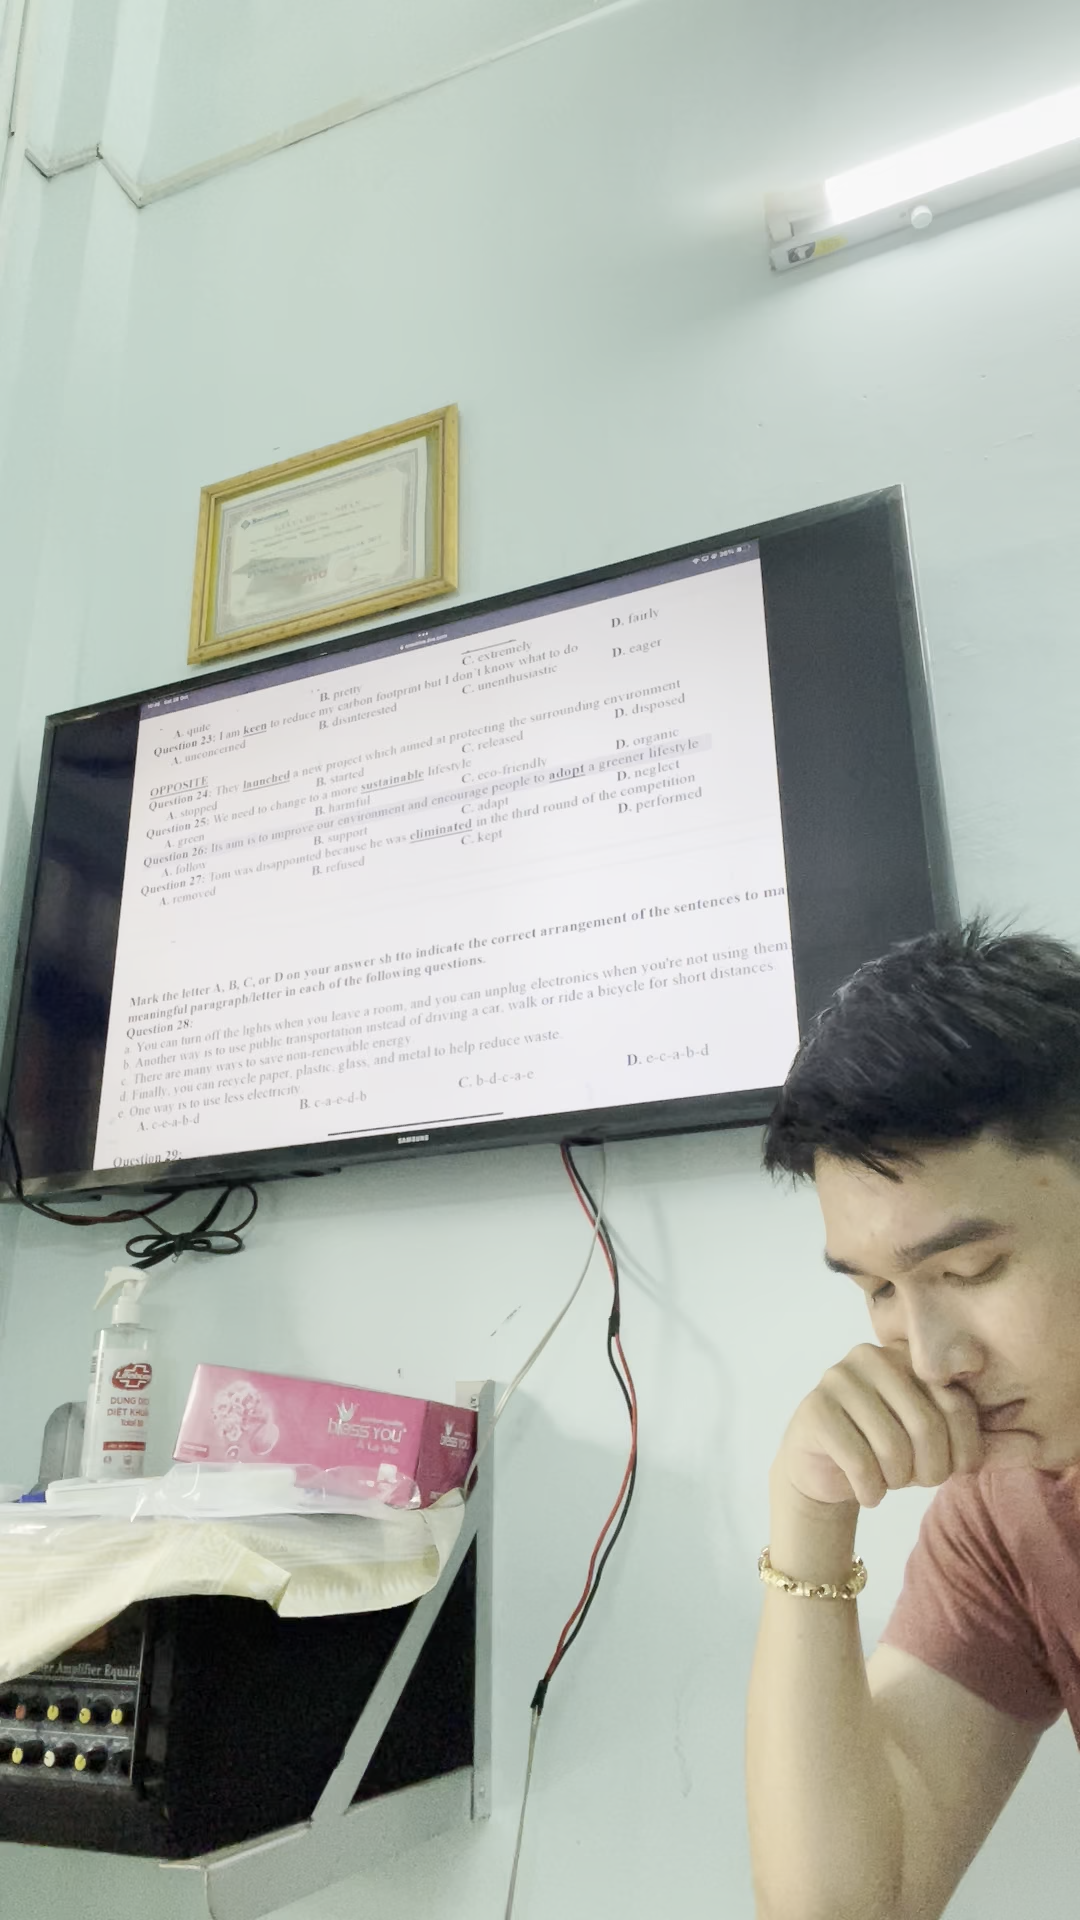 36%
A. quite B. pretty C. extremely D. fairly
Question 23: I am keen to reduce my carbon footprint but I don't know what to do
A. unconcerned B. disinterested C. unenthusiastic D. eager
OPPOSITE
Question 24: They launched a new project which aimed at protecting the surrounding environment
A. stopped B. started C. released D. disposed
Question 25: We need to change to a more sustainable lifestyle
A. green B. harmful C. eco-friendly D. organic
Question 26: Its aim is to improve our environment and encourage people to adopt a greener lifestyle
A. follow B. support C. adapt D. neglect
Question 27: Tom was disappointed because he was eliminated in the third round of the competition
A. removed B. refused C. kept D. performed
Mark the letter A, B, C, or D on your answer sh tto indicate the correct arrangement of the sentences to ma
meaningful paragraph/letter in each of the following questions.
Question 28:
a. You can turn off the lights when you leave a room, and you can unplug electronics when you're not using them
b. Another way is to use public transportation instead of driving a car, walk or ride a bicycle for short distances.
c. There are many ways to save non-renewable energy
d. Finally, you can recycle paper, plastic, glass, and metal to help reduce waste.
e. One way is to use less electricity.
A. c-e-a-b-d B. c-a-e-d-b C. b-d-c-a-e D. e-c-a-b-d
Question 29:
SAMSUNG
Lifebuoy
DUNG DỊCH
DIỆT KHUẨN
bless you
À La Vie
bless you
Amplifier Equaliz